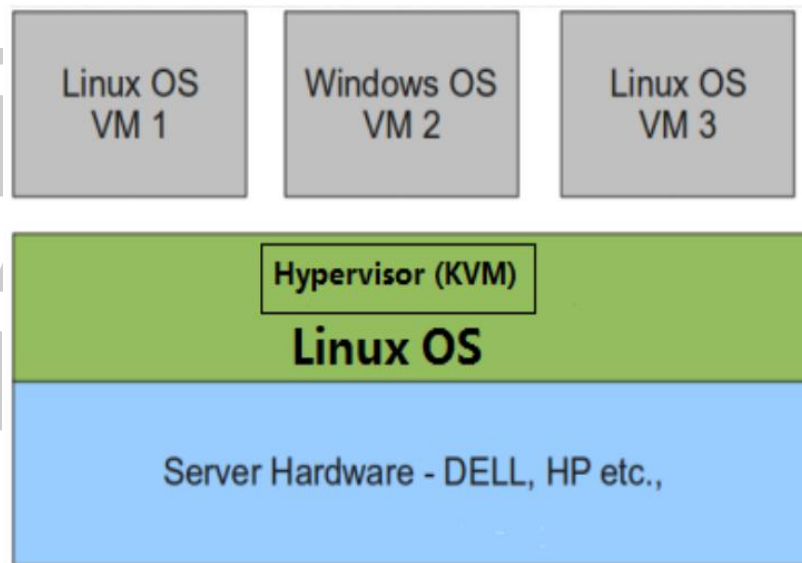 Linux OS
VM 1
Windows OS
VM 2
Linux OS
VM 3
Hypervisor (KVM)
Linux OS
Server Hardware - DELL, HP etc.,